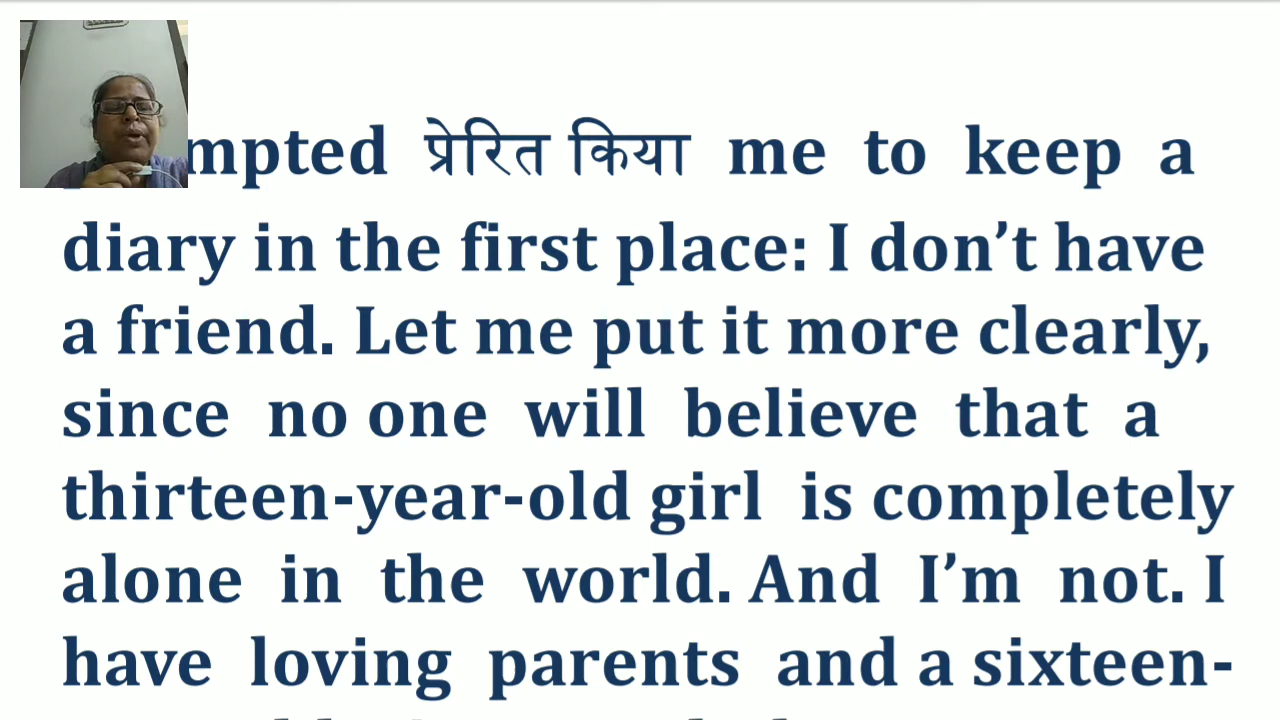 प्रेरित किया me to keep a
diary in the first place: I don’t have
a friend. Let me put it more clearly,
since no one will believe that a
thirteen-year-old girl is completely
alone in the world. And I’m not. I
have loving parents and a sixteen-